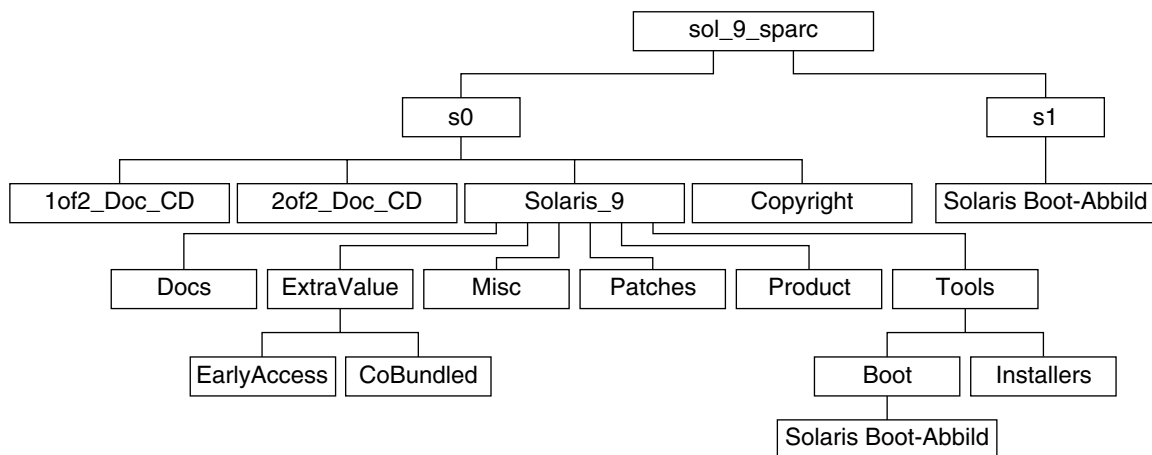 sol_9_sparc
s0
s1
1of2_Doc_CD
2of2_Doc_CD
Solaris_9
Copyright
Solaris Boot-Abbild
Docs
ExtraValue
Misc
Patches
Product
Tools
EarlyAccess
CoBundled
Boot
Installers
Solaris Boot-Abbild